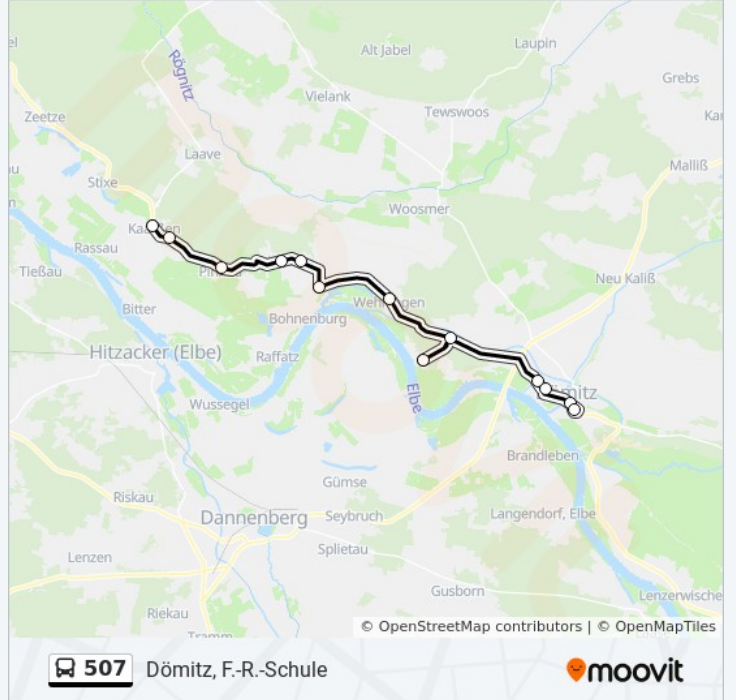 Laupin
Alt Jabel
Rögnitz
Grebs
Vielank
Tewswoos
Zeetze
Laave
Malliß
Stixe
Woosmer
Rassau
Tießau
Neu Kaliß
Bitter
Wehningen
Bohnenburg
Hitzacker (Elbe)
Raffatz
Elbe
Wussegel
Brandleben
Gümse
Riskau
Dannenberg
Seybruch
Langendorf, Elbe
Splietau
Lenzen
Gusborn
Lenzerwische
Riekau
© OpenStreetMap contributors | © OpenMapTiles
507 Dömitz, F.-R.-Schule
moovit